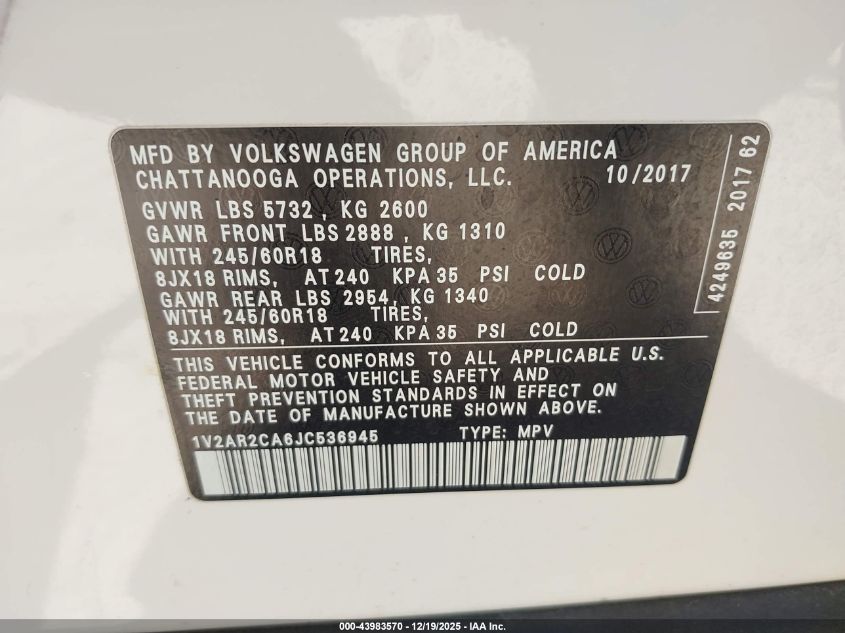 MFD BY VOLKSWAGEN GROUP OF AMERICA
CHATTANOOGA OPERATIONS, LLC. 10/2017
GVWR LBS 5732, KG 2600
GAWR FRONT LBS 2888, KG 1310
WITH 245/60R18 TIRES,
8JX18 RIMS, AT 240 KPA 35 PSI COLD
GAWR REAR LBS 2954, KG 1340
WITH 245/60R18 TIRES,
8JX18 RIMS, AT 240 KPA 35 PSI COLD
THIS VEHICLE CONFORMS TO ALL APPLICABLE U.S.
FEDERAL MOTOR VEHICLE SAFETY AND
THEFT PREVENTION STANDARDS IN EFFECT ON
THE DATE OF MANUFACTURE SHOWN ABOVE.
1V2AR2CA6JC536945 TYPE: MPV
4249635 2017 62
000-43983570 - 12/19/2025 - IAA Inc.